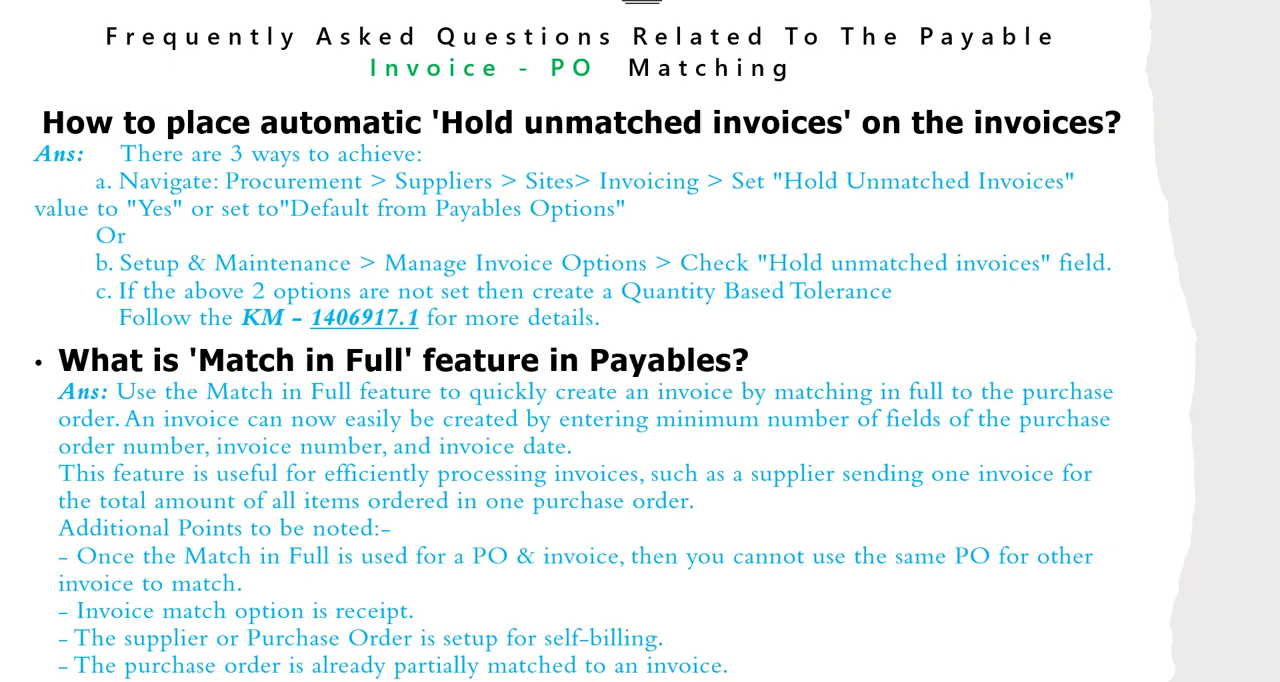 Frequently Asked Questions Related To The Payable
Invoice - PO Matching
How to place automatic 'Hold unmatched invoices' on the invoices?
Ans: There are 3 ways to achieve:
a. Navigate: Procurement > Suppliers > Sites> Invoicing > Set "Hold Unmatched Invoices"
value to "Yes" or set to"Default from Payables Options"
Or
b. Setup & Maintenance > Manage Invoice Options > Check "Hold unmatched invoices" field.
c. If the above 2 options are not set then create a Quantity Based Tolerance
Follow the KM - 1406917.1 for more details.
• What is 'Match in Full' feature in Payables?
Ans: Use the Match in Full feature to quickly create an invoice by matching in full to the purchase
order. An invoice can now easily be created by entering minimum number of fields of the purchase
order number, invoice number, and invoice date.
This feature is useful for efficiently processing invoices, such as a supplier sending one invoice for
the total amount of all items ordered in one purchase order.
Additional Points to be noted:-
- Once the Match in Full is used for a PO & invoice, then you cannot use the same PO for other
invoice to match.
- Invoice match option is receipt.
- The supplier or Purchase Order is setup for self-billing.
- The purchase order is already partially matched to an invoice.